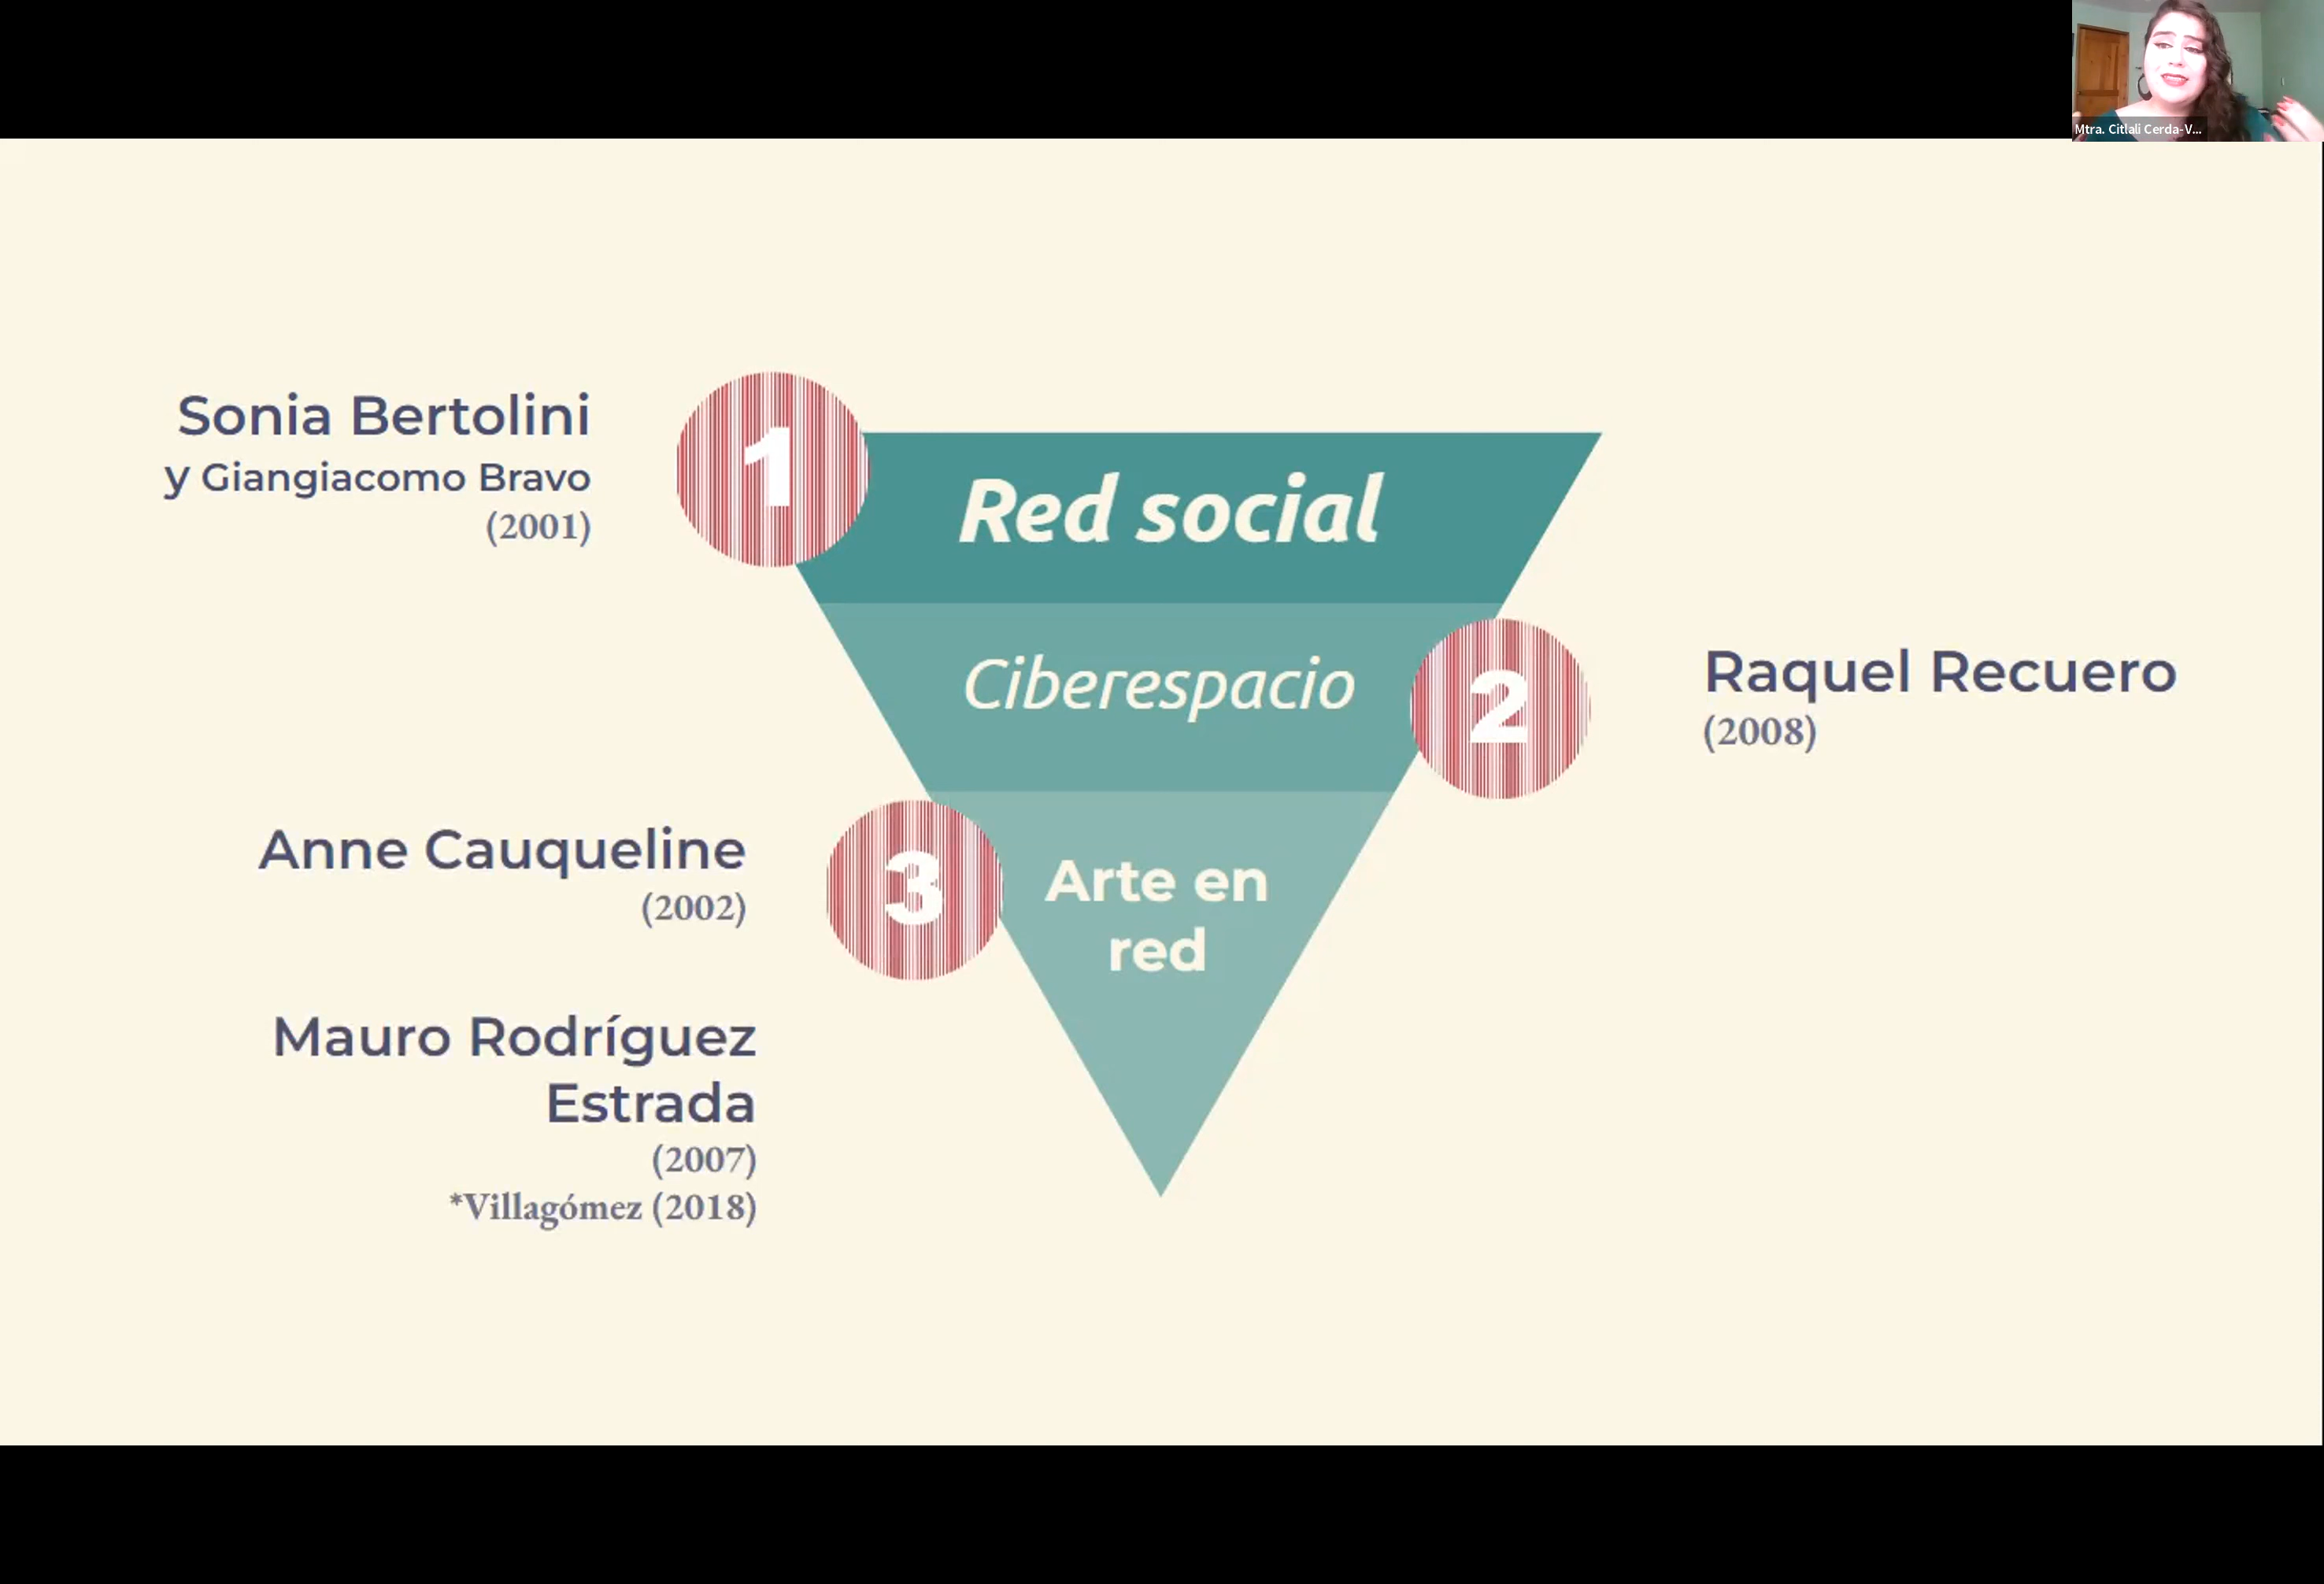 Mtra. Citlali Cerda-V...
Sonia Bertolini
y Giangiacomo Bravo
(2001)
1
Red social
Ciberespacio
2
Raquel Recuero
(2008)
Anne Cauqueline
(2002)
3
Arte en
red
Mauro Rodríguez
Estrada
(2007)
*Villagómez (2018)